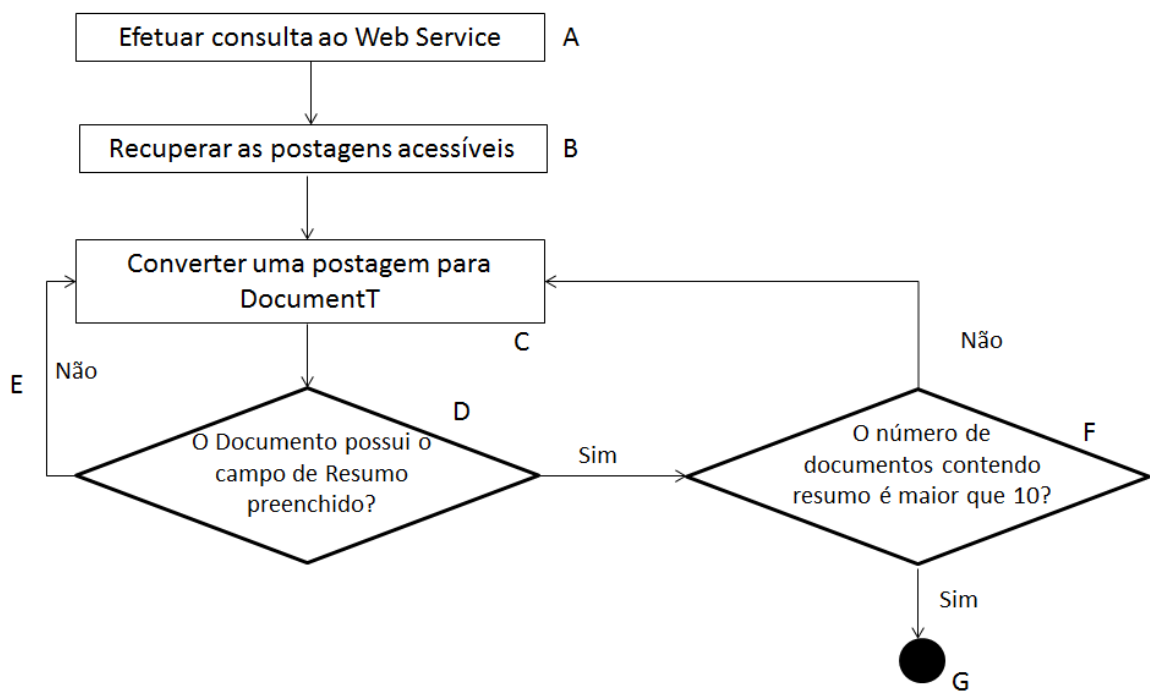 Efetuar consulta ao Web Service
A
Recuperar as postagens acessíveis
B
Converter uma postagem para
DocumentT
C
Não
E
D
O Documento possui o
campo de Resumo
preenchido?
Sim
Não
F
O número de
documentos contendo
resumo é maior que 10?
Sim
G